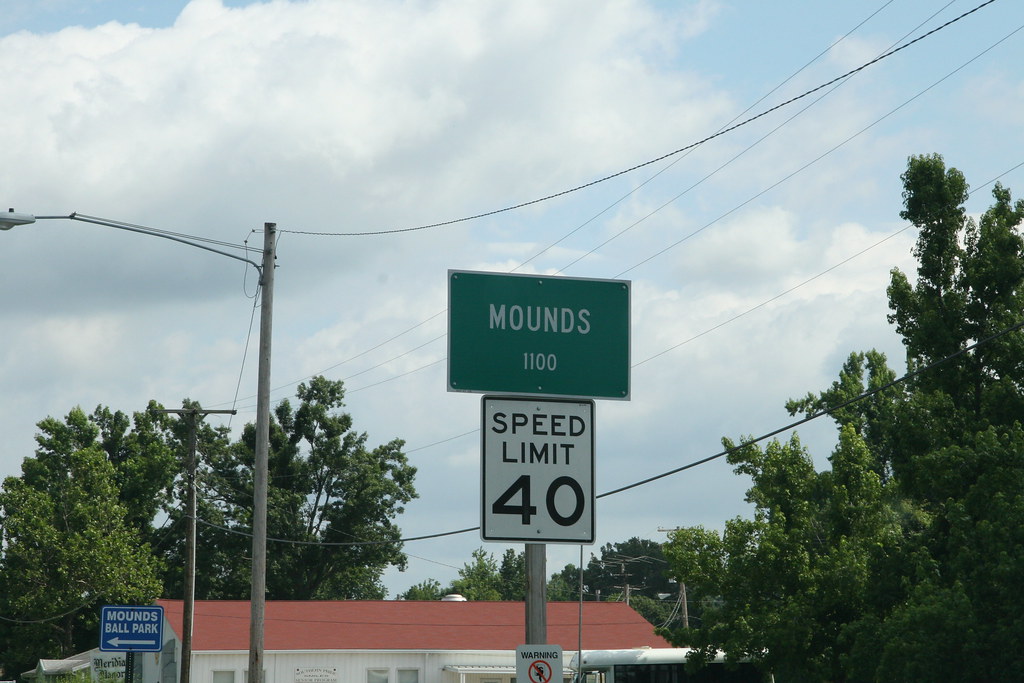 MOUNDS
1100
SPEED
LIMIT
40
MOUNDS
BALL PARK
WARNING